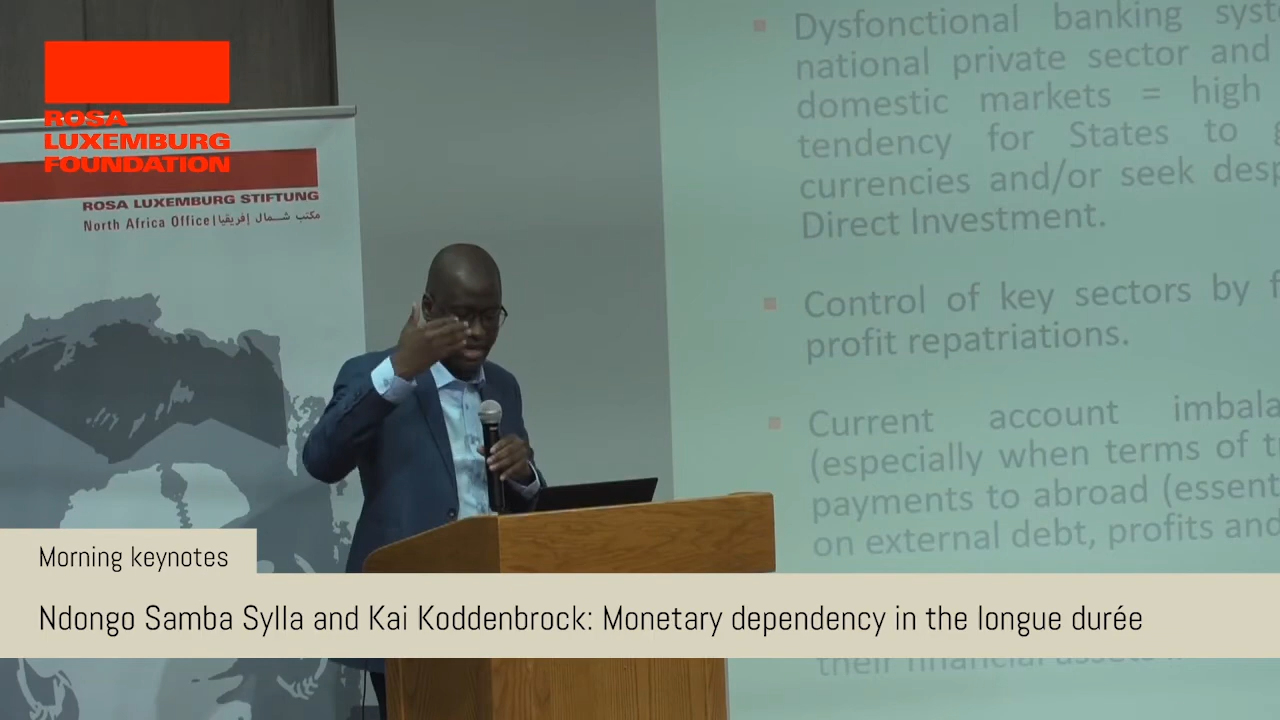 ROSA
LUXEMBURG
FOUNDATION
ROSA LUXEMBURG STIFTUNG
North Africa Office | مكتب شمال إفريقيا
Dysfonctional banking
national private sector and
domestic markets = high
tendency for States to
currencies and/or seek
Direct Investment.
Control of key sectors by
profit repatriations.
Current account
(especially when terms of
payments to abroad
on external debt, profits
their financial assets
Morning keynotes
Ndongo Samba Sylla and Kai Koddenbrock: Monetary dependency in the longue durée